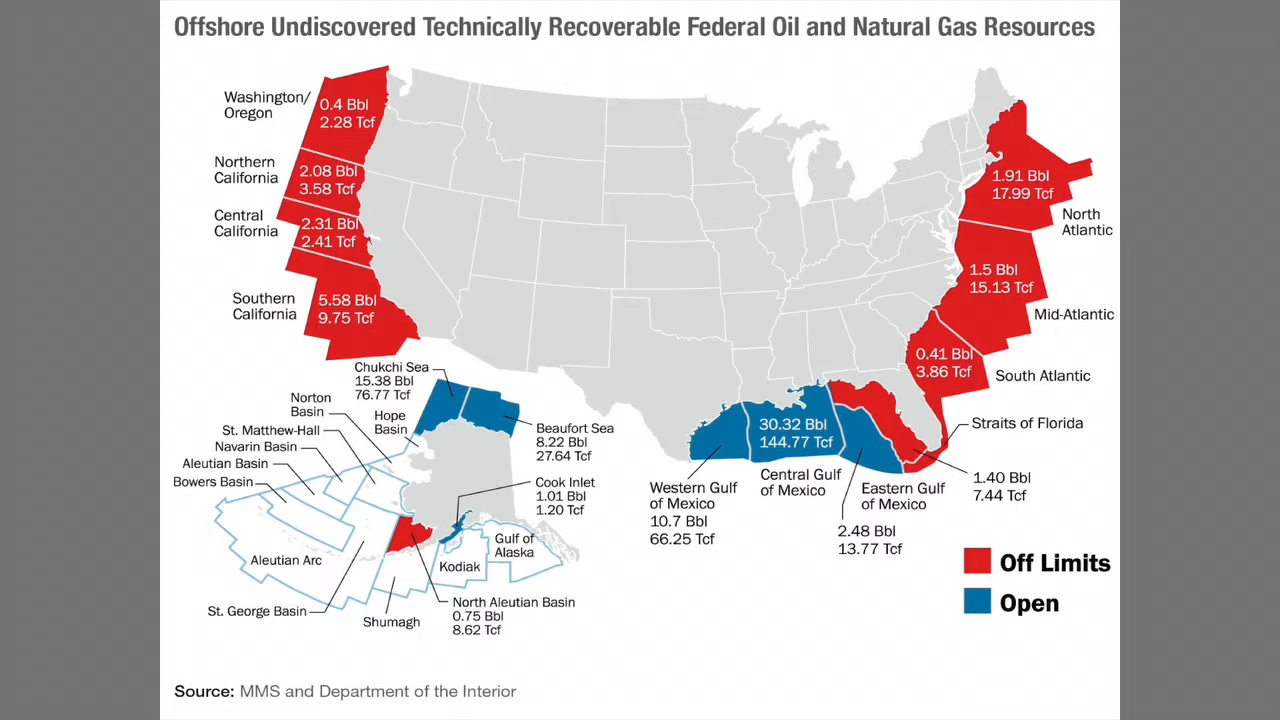 Offshore Undiscovered Technically Recoverable Federal Oil and Natural Gas Resources
Washington/
Oregon
0.4 Bbl
2.28 Tcf
Northern
California
2.08 Bbl
3.58 Tcf
Central
California
2.31 Bbl
2.41 Tcf
Southern
California
5.58 Bbl
9.75 Tcf
1.91 Bbl
17.99 Tcf
North
Atlantic
1.5 Bbl
15.13 Tcf
Mid-Atlantic
0.41 Bbl
3.86 Tcf
South Atlantic
Straits of Florida
1.40 Bbl
7.44 Tcf
Chukchi Sea
15.38 Bbl
76.77 Tcf
Norton
Basin
Hope
Basin
St. Matthew-Hall
Navarin Basin
Aleutian Basin
Bowers Basin
Beaufort Sea
8.22 Bbl
27.64 Tcf
Cook Inlet
1.01 Bbl
1.20 Tcf
Gulf of
Alaska
Kodiak
Aleutian Arc
St. George Basin
Shumagh
North Aleutian Basin
0.75 Bbl
8.62 Tcf
Western Gulf
of Mexico
10.7 Bbl
66.25 Tcf
30.32 Bbl
144.77 Tcf
Central Gulf
of Mexico
Eastern Gulf
of Mexico
2.48 Bbl
13.77 Tcf
Off Limits
Open
Source: MMS and Department of the Interior